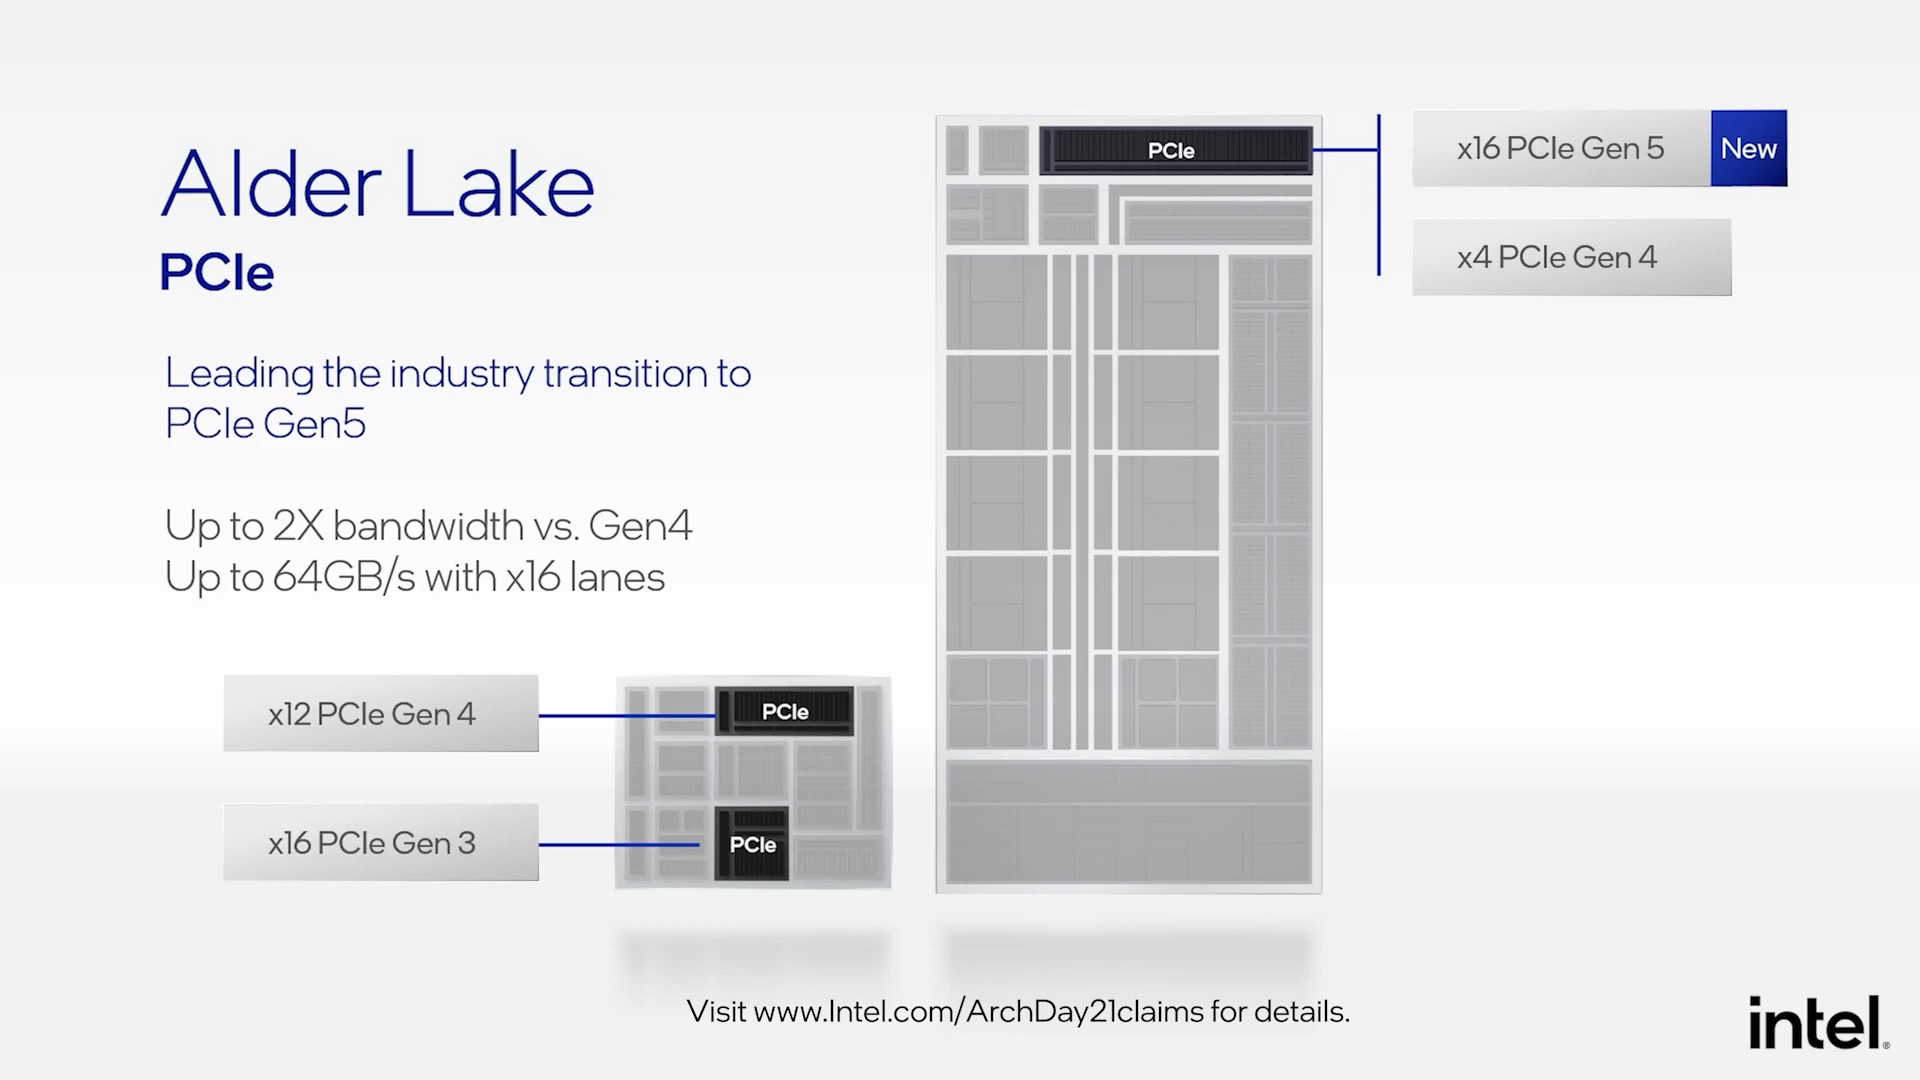 Alder Lake
PCIe
Leading the industry transition to
PCIe Gen5
Up to 2X bandwidth vs. Gen4
Up to 64GB/s with x16 lanes
x12 PCIe Gen 4
x16 PCIe Gen 3
PCIe
PCIe
PCIe
x16 PCIe Gen 5
New
x4 PCIe Gen 4
Visit www.Intel.com/ArchDay21claims for details.
intel®